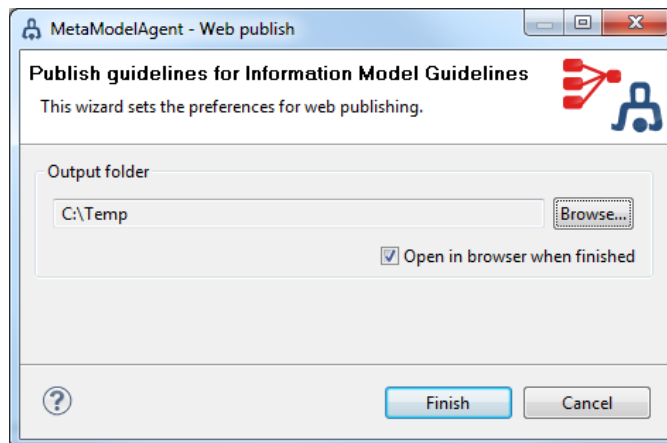 MetaModelAgent - Web publish
Publish guidelines for Information Model Guidelines
This wizard sets the preferences for web publishing.
Output folder
C:\Temp
Browse...
Open in browser when finished
?
Finish
Cancel